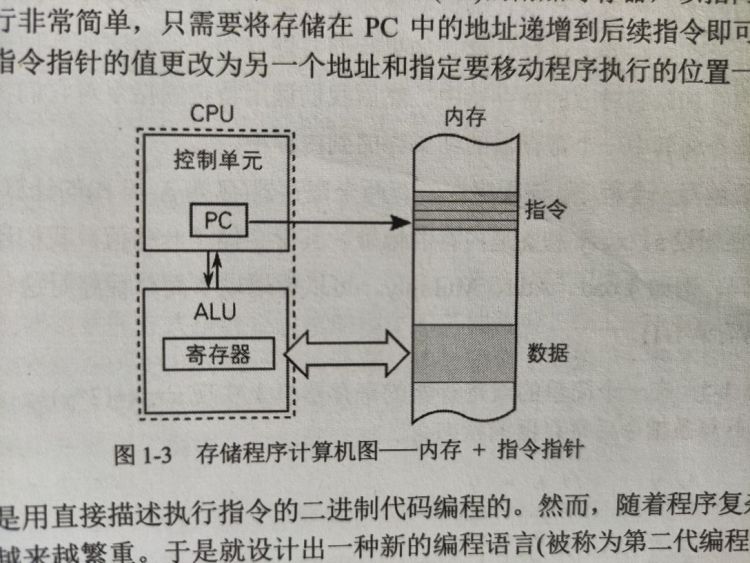 行非常简单，只需要将存储在 PC 中的地址递增到后续指令即可
指令指针的值更改为另一个地址和指定要移动程序执行的位置一
CPU
内存
控制单元
PC
指令
ALU
寄存器
数据
图 1-3 存储程序计算机图——内存 + 指令指针
是用直接描述执行指令的二进制代码编程的。然而，随着程序复杂
越来越繁重。于是就设计出一种新的编程语言(被称为第二代编程